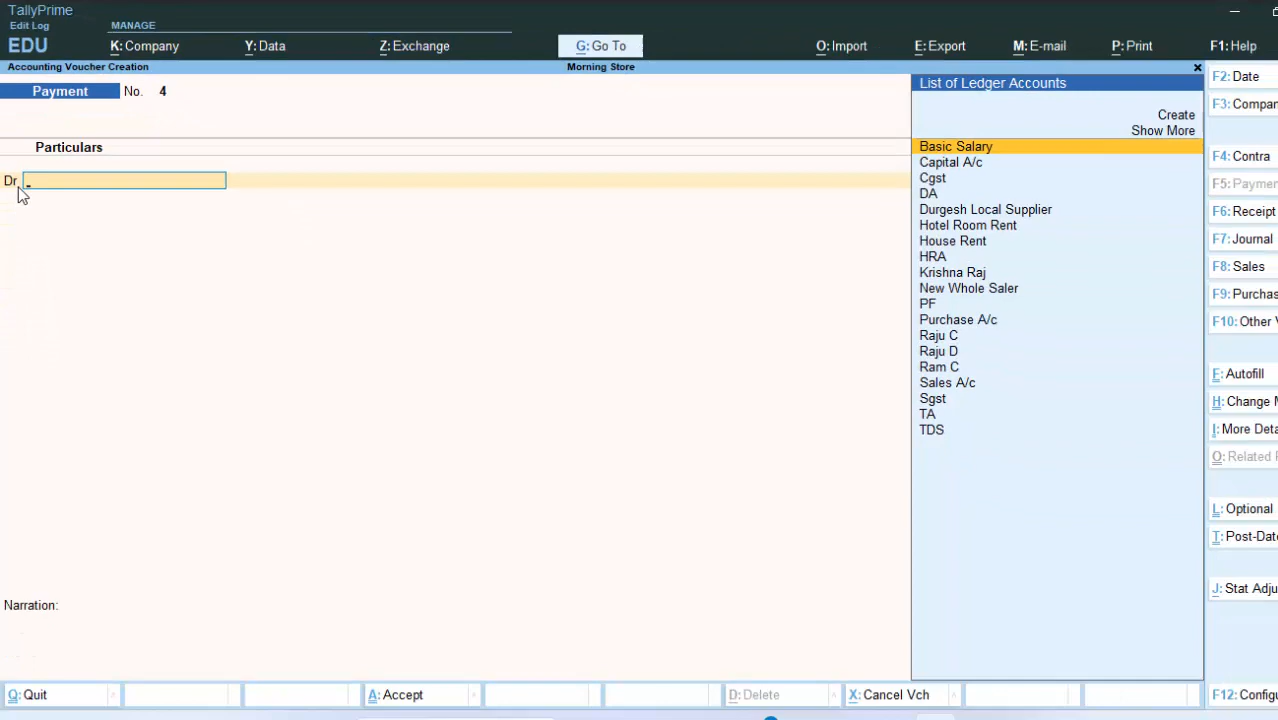 TallyPrime
Edit Log
MANAGE
EDU
K: Company
Y: Data
Z: Exchange
G: Go To
O: Import
E: Export
M: E-mail
P: Print
F1: Help
Accounting Voucher Creation
Morning Store
Payment No. 4
Particulars
Dr
Narration:
List of Ledger Accounts
Create
Show More
Basic Salary
Capital A/c
Cgst
DA
Durgesh Local Supplier
Hotel Room Rent
House Rent
HRA
Krishna Raj
New Whole Saler
PF
Purchase A/c
Raju C
Raju D
Ram C
Sales A/c
Sgst
TA
TDS
F2: Date
F3: Compan
F4: Contra
F5: Paymen
F6: Receipt
F7: Journal
F8: Sales
F9: Purchas
F10: Other V
F: Autofill
H: Change M
I: More Deta
O: Related R
L: Optional
T: Post-Date
J: Stat Adju
F12: Configu
Q: Quit
A: Accept
D: Delete
X: Cancel Vch